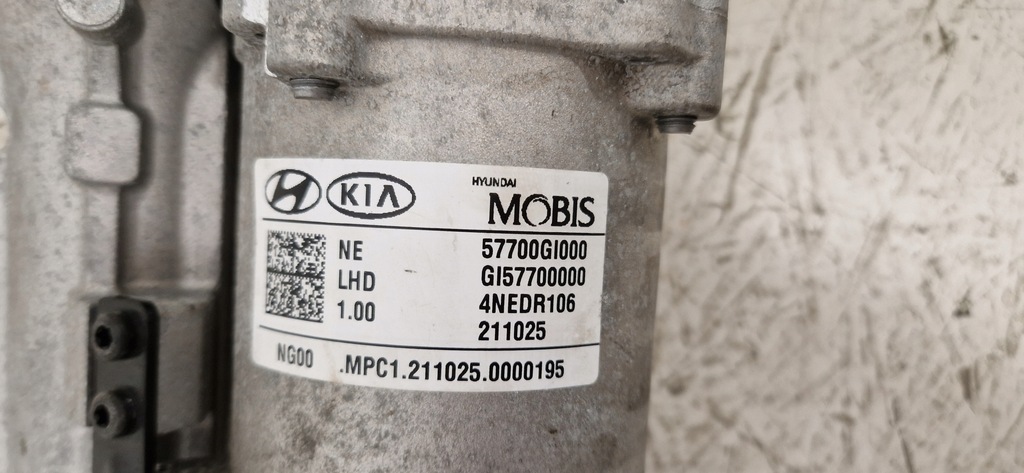 KIA
HYUNDAI
MOBIS
NE 57700GI000
LHD GI57700000
1.00 4NEDR106
211025
NG00 .MPC1.211025.0000195